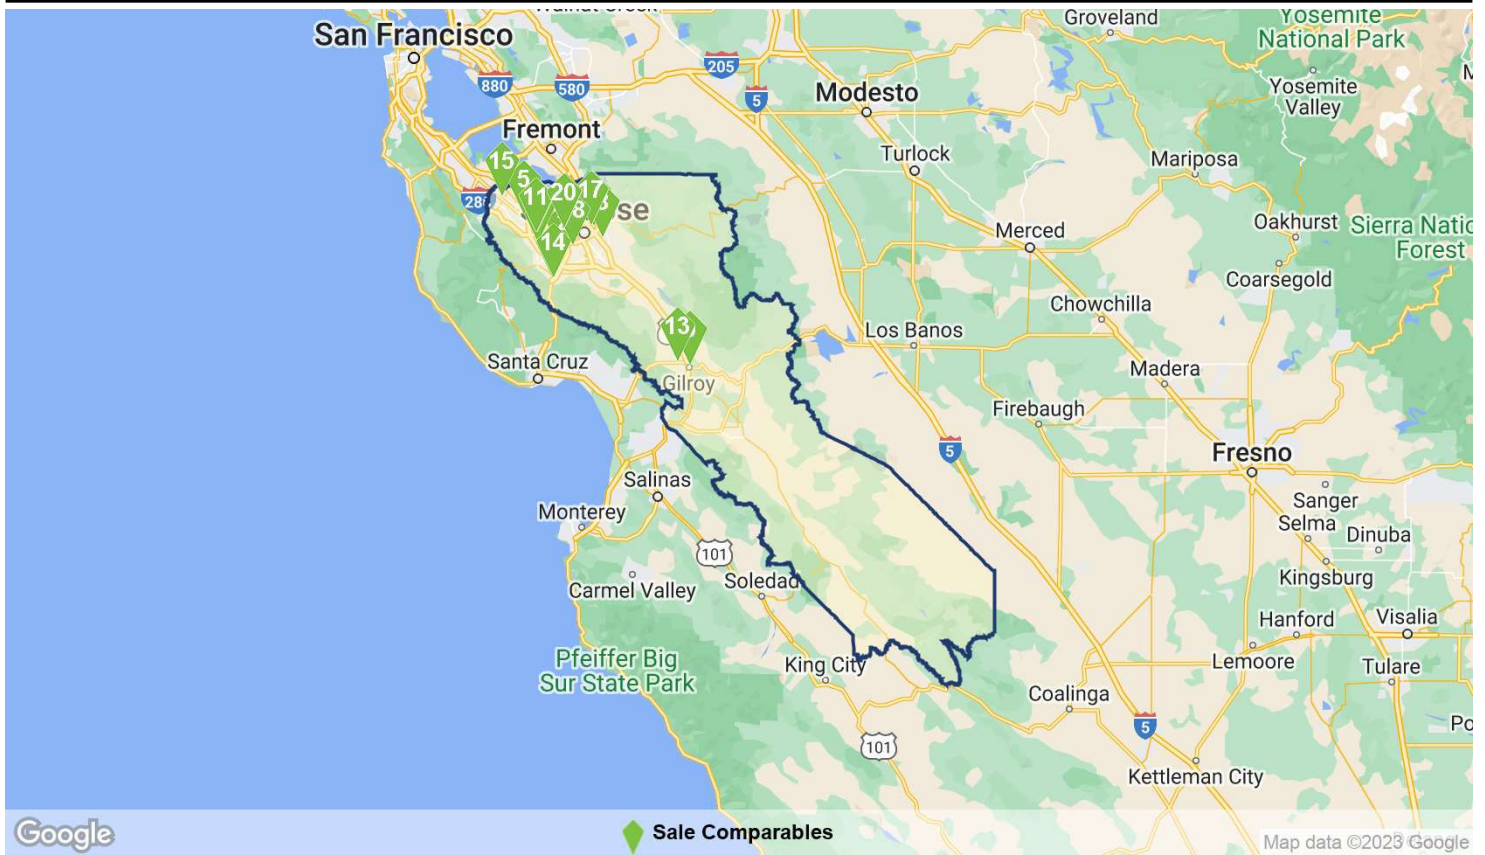 Groveland
Yosemite
National Park
San Francisco
880
580
205
5
Modesto
Yosemite
Valley
Fremont
Turlock
Mariposa
15
5
11
20
17
8
3
14
280
se
Merced
Oakhurst
Coarsegold
Chowchilla
Los Banos
13
Santa Cruz
Gilroy
Madera
Firebaugh
5
Fresno
Salinas
Monterey
Sanger
Selma
Dinuba
101
Soledad
Carmel Valley
Kingsburg
Hanford
Visalia
Lemoore
Tulare
Pfeiffer Big
Sur State Park
King City
Coalinga
5
101
Kettleman City
Google
Sale Comparables
Map data ©2023 Google